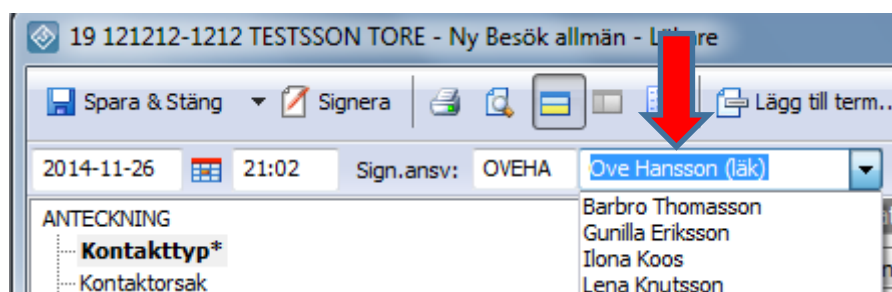 19 121212-1212 TESTSSON TORE - Ny Besök allmän - Läkare
Spara & Stäng Signera Lägg till term..
2014-11-26 21:02 Sign.ansv: OVEHA Ove Hansson (läk)
Barbro Thomasson
Gunilla Eriksson
Ilona Koos
Lena Knutsson
ANTECKNING
Kontakttyp*
Kontaktorsak